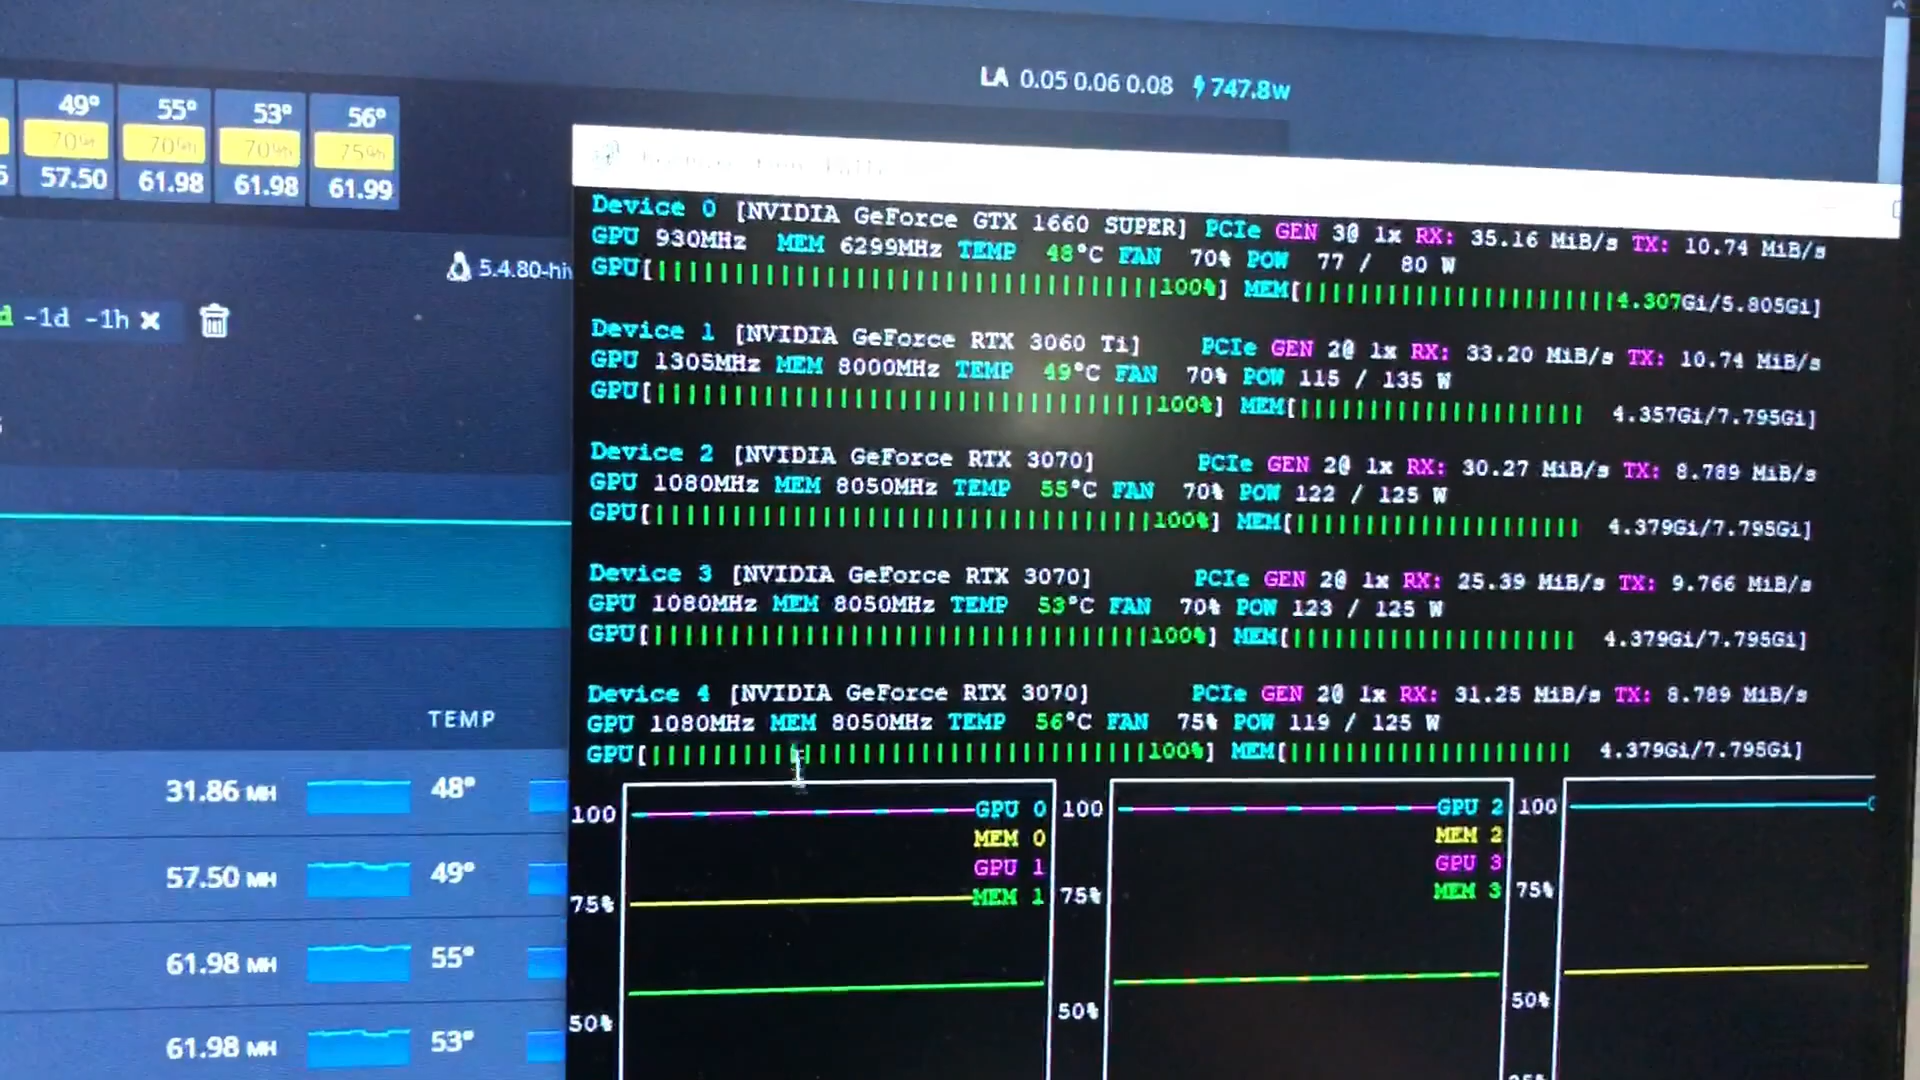 LA 0.05 0.06 0.08 747.8W
49° 55° 53° 56°
70% 70% 70% 75%
57.50 61.98 61.98 61.99
5.4.80-hiv
-1d -1h ×
Device 0 [NVIDIA GeForce GTX 1660 SUPER] PCIe GEN 3@ 1x RX: 35.16 MiB/s TX: 10.74 MiB/s
GPU 930MHz MEM 6299MHz TEMP 48°C FAN 70% POW 77 / 80 W
GPU[||||||||||||||||||||||||||||||||100%] MEM[||||||||||||||||||||4.307Gi/5.805Gi]
Device 1 [NVIDIA GeForce RTX 3060 Ti] PCIe GEN 2@ 1x RX: 33.20 MiB/s TX: 10.74 MiB/s
GPU 1305MHz MEM 8000MHz TEMP 49°C FAN 70% POW 115 / 135 W
GPU[||||||||||||||||||||||||||||||||100%] MEM[|||||||||||||||||| 4.357Gi/7.795Gi]
Device 2 [NVIDIA GeForce RTX 3070] PCIe GEN 2@ 1x RX: 30.27 MiB/s TX: 8.789 MiB/s
GPU 1080MHz MEM 8050MHz TEMP 55°C FAN 70% POW 122 / 125 W
GPU[||||||||||||||||||||||||||||||||100%] MEM[|||||||||||||||||| 4.379Gi/7.795Gi]
Device 3 [NVIDIA GeForce RTX 3070] PCIe GEN 2@ 1x RX: 25.39 MiB/s TX: 9.766 MiB/s
GPU 1080MHz MEM 8050MHz TEMP 53°C FAN 70% POW 123 / 125 W
GPU[||||||||||||||||||||||||||||||||100%] MEM[|||||||||||||||||| 4.379Gi/7.795Gi]
Device 4 [NVIDIA GeForce RTX 3070] PCIe GEN 2@ 1x RX: 31.25 MiB/s TX: 8.789 MiB/s
GPU 1080MHz MEM 8050MHz TEMP 56°C FAN 75% POW 119 / 125 W
GPU[||||||||||||||||||||||||||||||||100%] MEM[|||||||||||||||||| 4.379Gi/7.795Gi]
TEMP
31.86 MH 48°
57.50 MH 49°
61.98 MH 55°
61.98 MH 53°
100 GPU 0 100 GPU 2 100
MEM 0 MEM 2
GPU 1 GPU 3
75% MEM 1 75% MEM 3 75%
50% 50% 50%